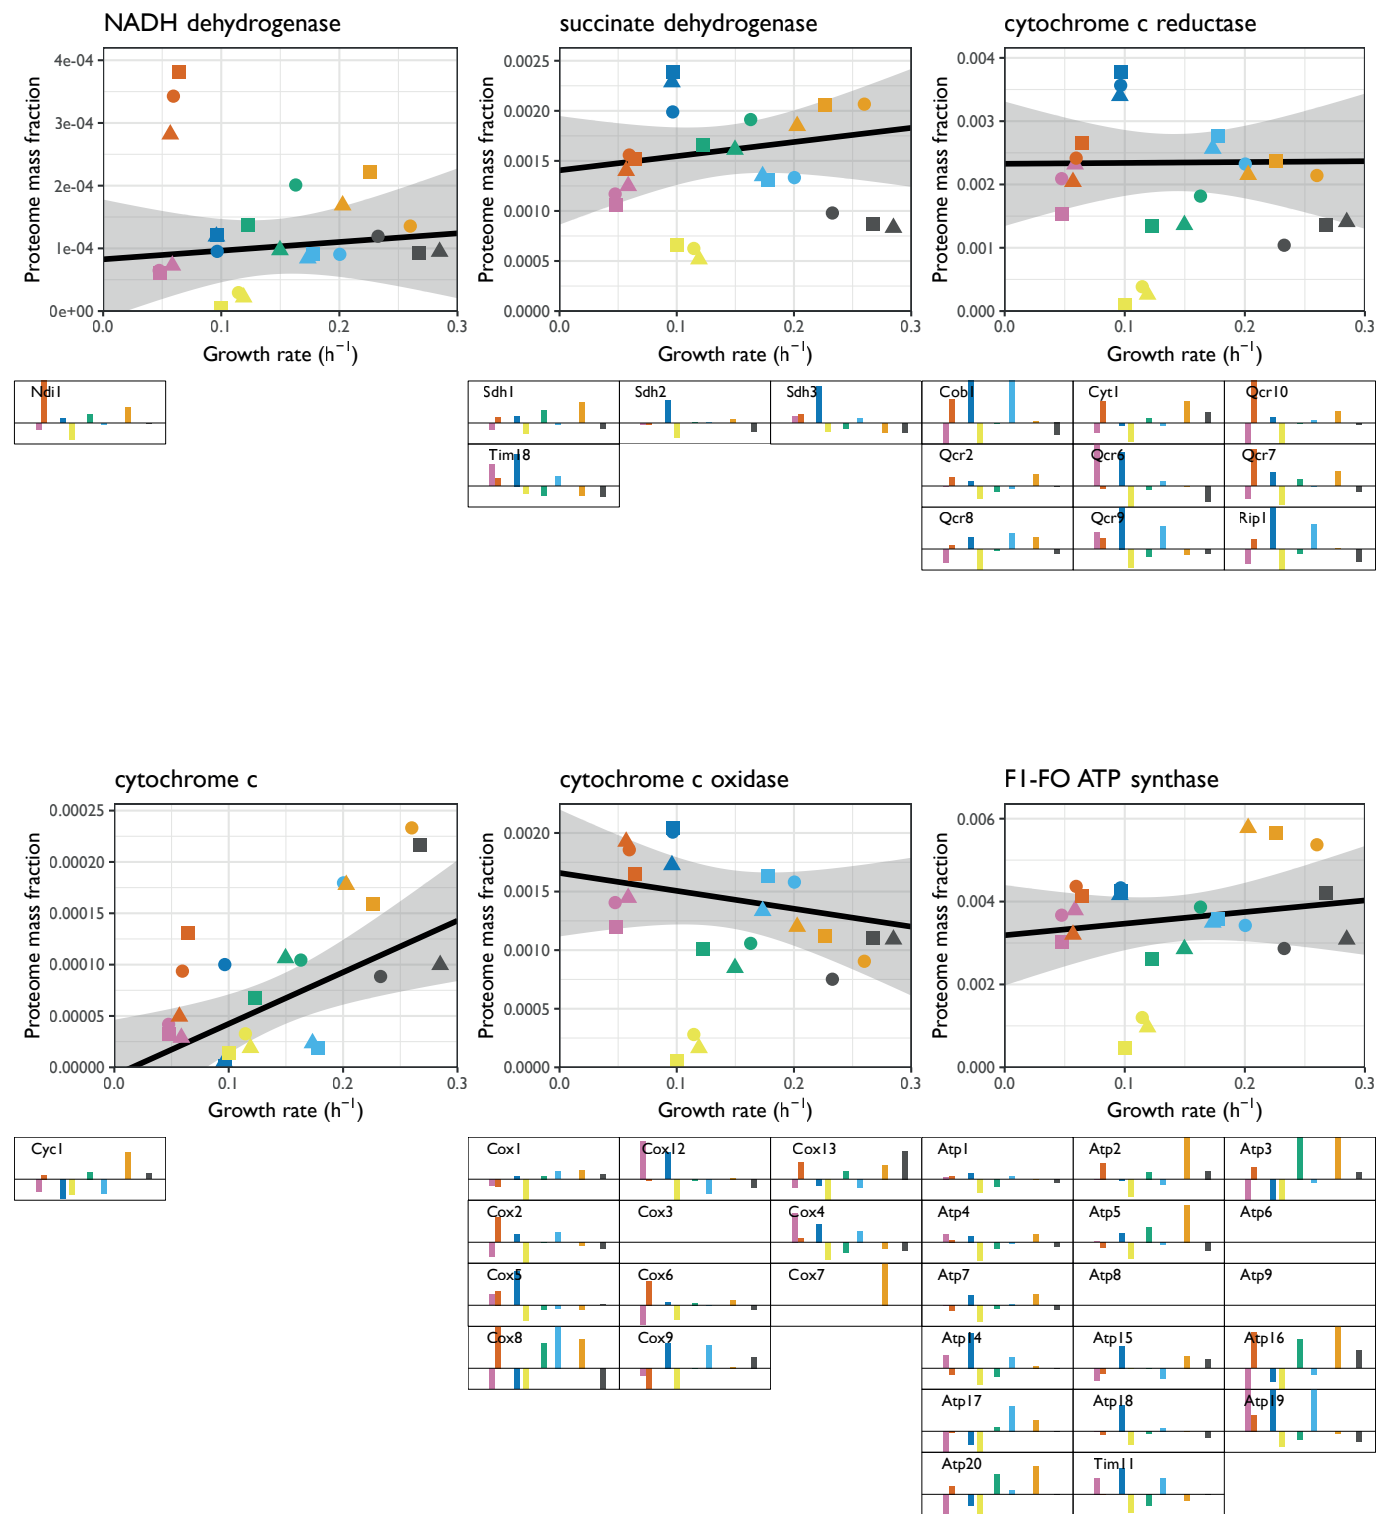 NADH dehydrogenase
succinate dehydrogenase
cytochrome c reductase
Proteome mass fraction
4e-04
3e-04
2e-04
1e-04
0e+00
0.0 0.1 0.2 0.3
Growth rate (h⁻¹)
Proteome mass fraction
0.0025
0.0020
0.0015
0.0010
0.0005
0.0000
0.0 0.1 0.2 0.3
Growth rate (h⁻¹)
Proteome mass fraction
0.004
0.003
0.002
0.001
0.000
0.0 0.1 0.2 0.3
Growth rate (h⁻¹)
Ndi1
Sdh1 Sdh2 Sdh3
Tim18
Cob1 Cyt1 Qcr10
Qcr2 Qcr6 Qcr7
Qcr8 Qcr9 Rip1
cytochrome c
cytochrome c oxidase
F1-FO ATP synthase
Proteome mass fraction
0.00025
0.00020
0.00015
0.00010
0.00005
0.00000
0.0 0.1 0.2 0.3
Growth rate (h⁻¹)
Proteome mass fraction
0.0020
0.0015
0.0010
0.0005
0.0000
0.0 0.1 0.2 0.3
Growth rate (h⁻¹)
Proteome mass fraction
0.006
0.004
0.002
0.000
0.0 0.1 0.2 0.3
Growth rate (h⁻¹)
Cyc1
Cox1 Cox12 Cox13
Cox2 Cox3 Cox4
Cox5 Cox6 Cox7
Cox8 Cox9
Atp1 Atp2 Atp3
Atp4 Atp5 Atp6
Atp7 Atp8 Atp9
Atp14 Atp15 Atp16
Atp17 Atp18 Atp19
Atp20 Tim11